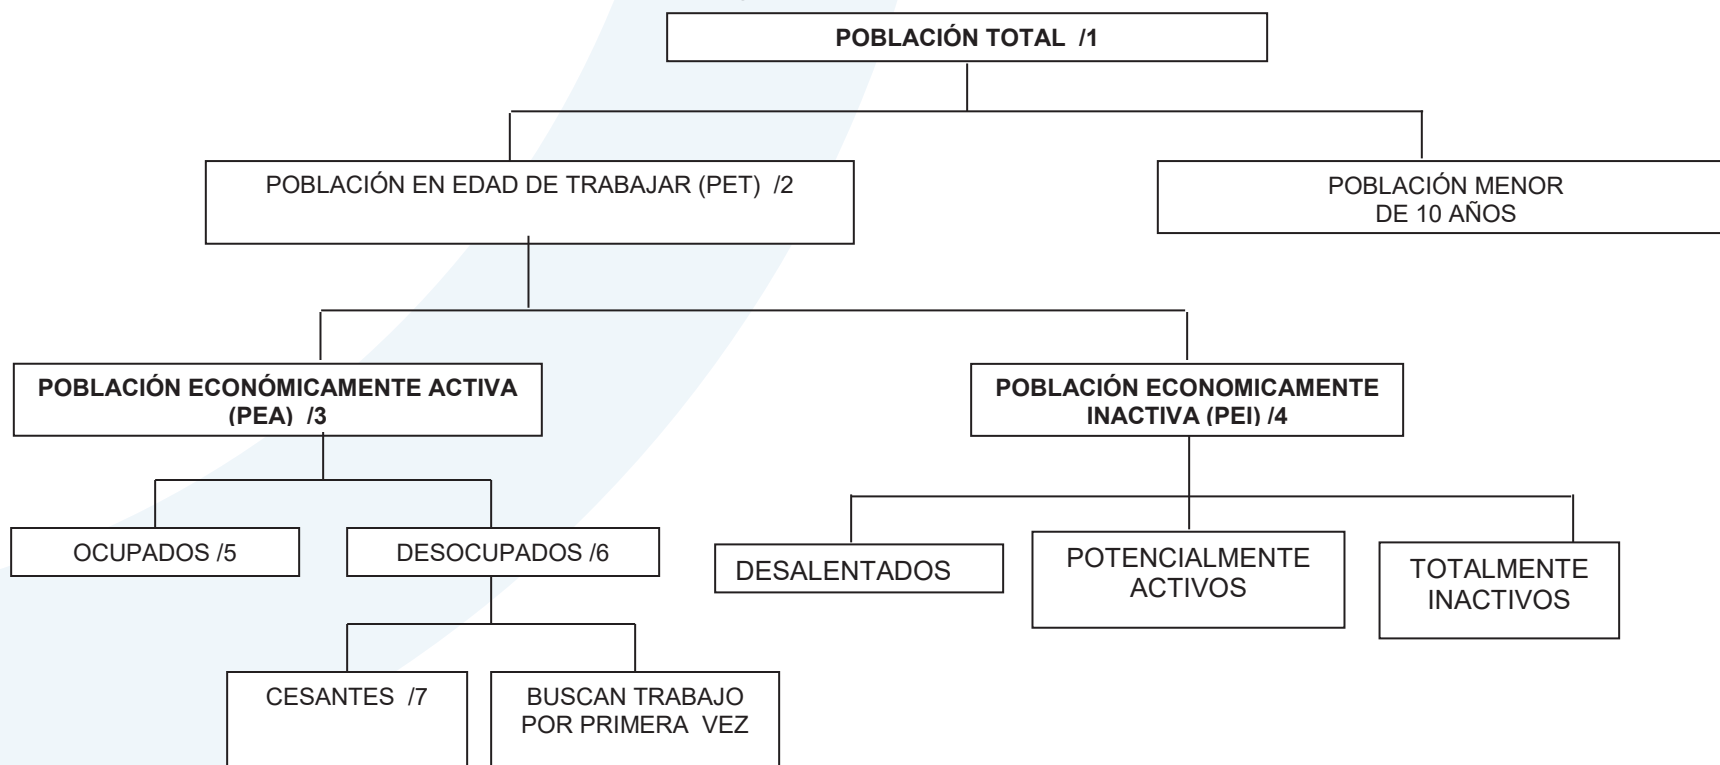 POBLACIÓN TOTAL /1
POBLACIÓN EN EDAD DE TRABAJAR (PET) /2
POBLACIÓN MENOR
DE 10 AÑOS
POBLACIÓN ECONÓMICAMENTE ACTIVA
(PEA) /3
POBLACIÓN ECONOMICAMENTE
INACTIVA (PEI) /4
OCUPADOS /5
DESOCUPADOS /6
DESALENTADOS
POTENCIALMENTE
ACTIVOS
TOTALMENTE
INACTIVOS
CESANTES /7
BUSCAN TRABAJO
POR PRIMERA VEZ